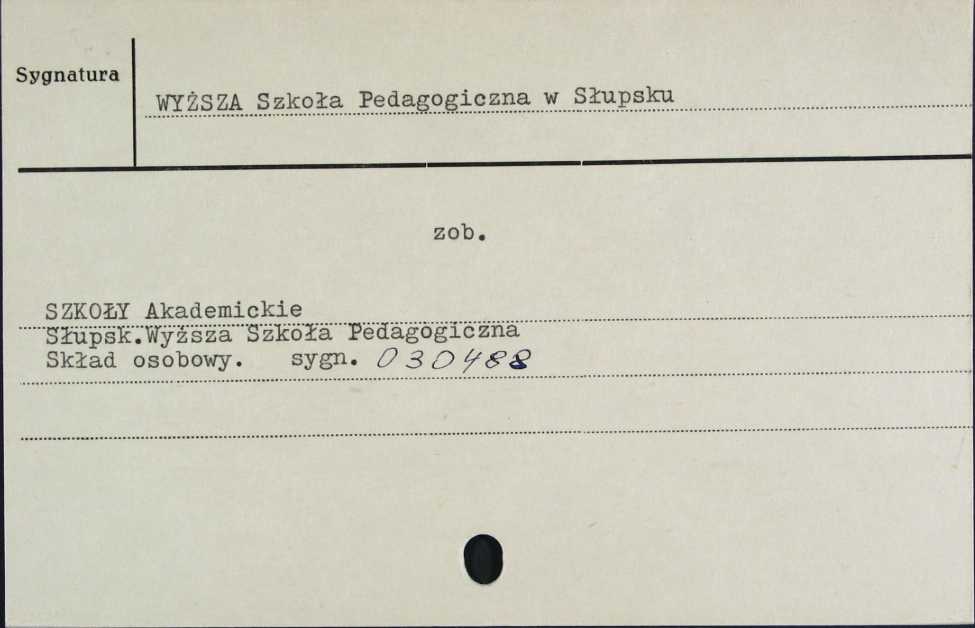 Sygnatura
WYŻSZA Szkoła Pedagogiczna w Słupsku
zob.
SZKOŁY Akademickie
Słupsk.Wyższa Szkoła Pedagogiczna
Skład osobowy. sygn. 030488